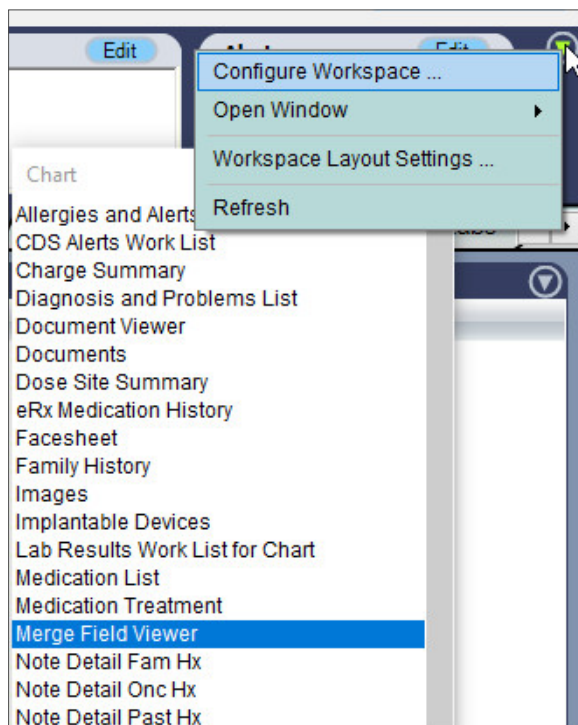 Edit
Edit
Configure Workspace ...
Open Window
Workspace Layout Settings ...
Refresh
Chart
Allergies and Alerts
CDS Alerts Work List
Charge Summary
Diagnosis and Problems List
Document Viewer
Documents
Dose Site Summary
eRx Medication History
Facesheet
Family History
Images
Implantable Devices
Lab Results Work List for Chart
Medication List
Medication Treatment
Merge Field Viewer
Note Detail Fam Hx
Note Detail Onc Hx
Note Detail Past Hx